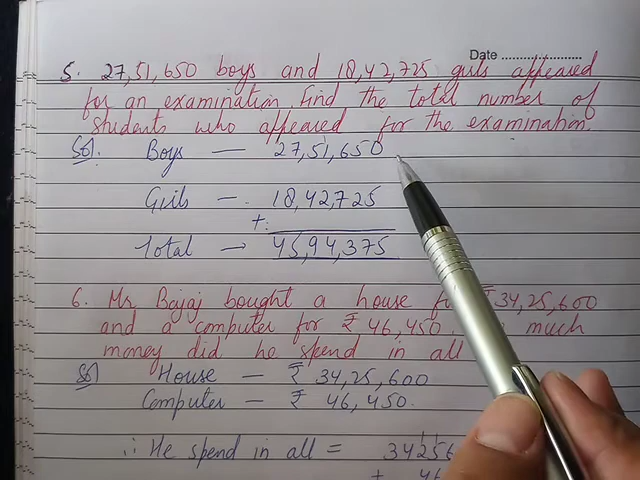 Date ........................
5. 27,51,650 boys and 18,42,725 girls appeared
for an examination. Find the total number of
students who appeared for the examination.
Sol. Boys — 27,51,650
Girls — 18,42,725
+
Total → 45,94,375
6. Mr Bajaj bought a house ₹ 34,25,600
and a computer for ₹ 46,450. much
money did he spend in all
Sol House — ₹ 34,25,600
Computer — ₹ 46,450.
∴ He spend in all = 34256
+ 46